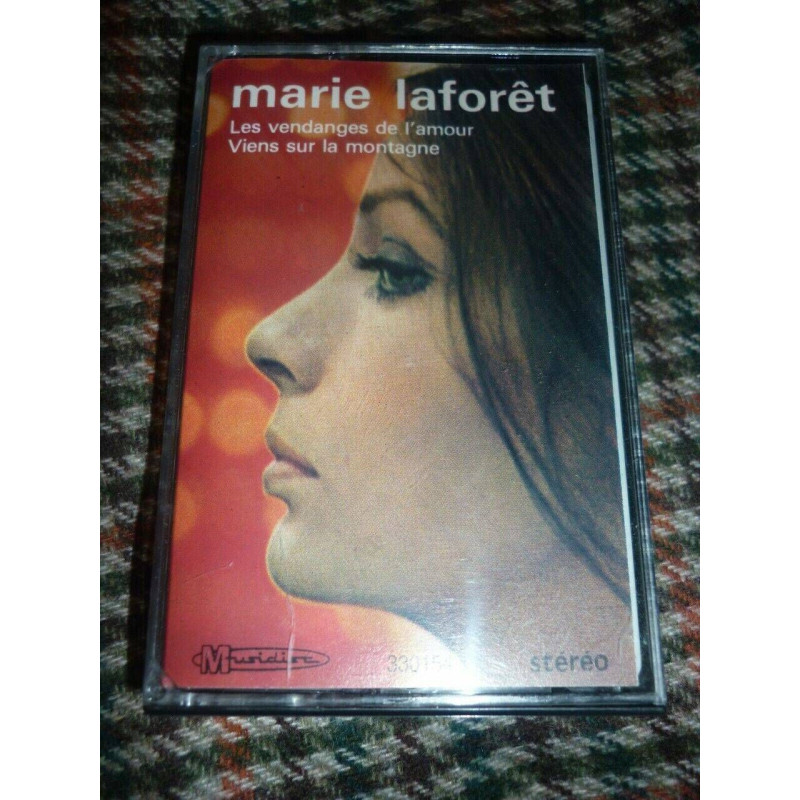 marie laforêt
Les vendanges de l'amour
Viens sur la montagne
Musidisc stéréo